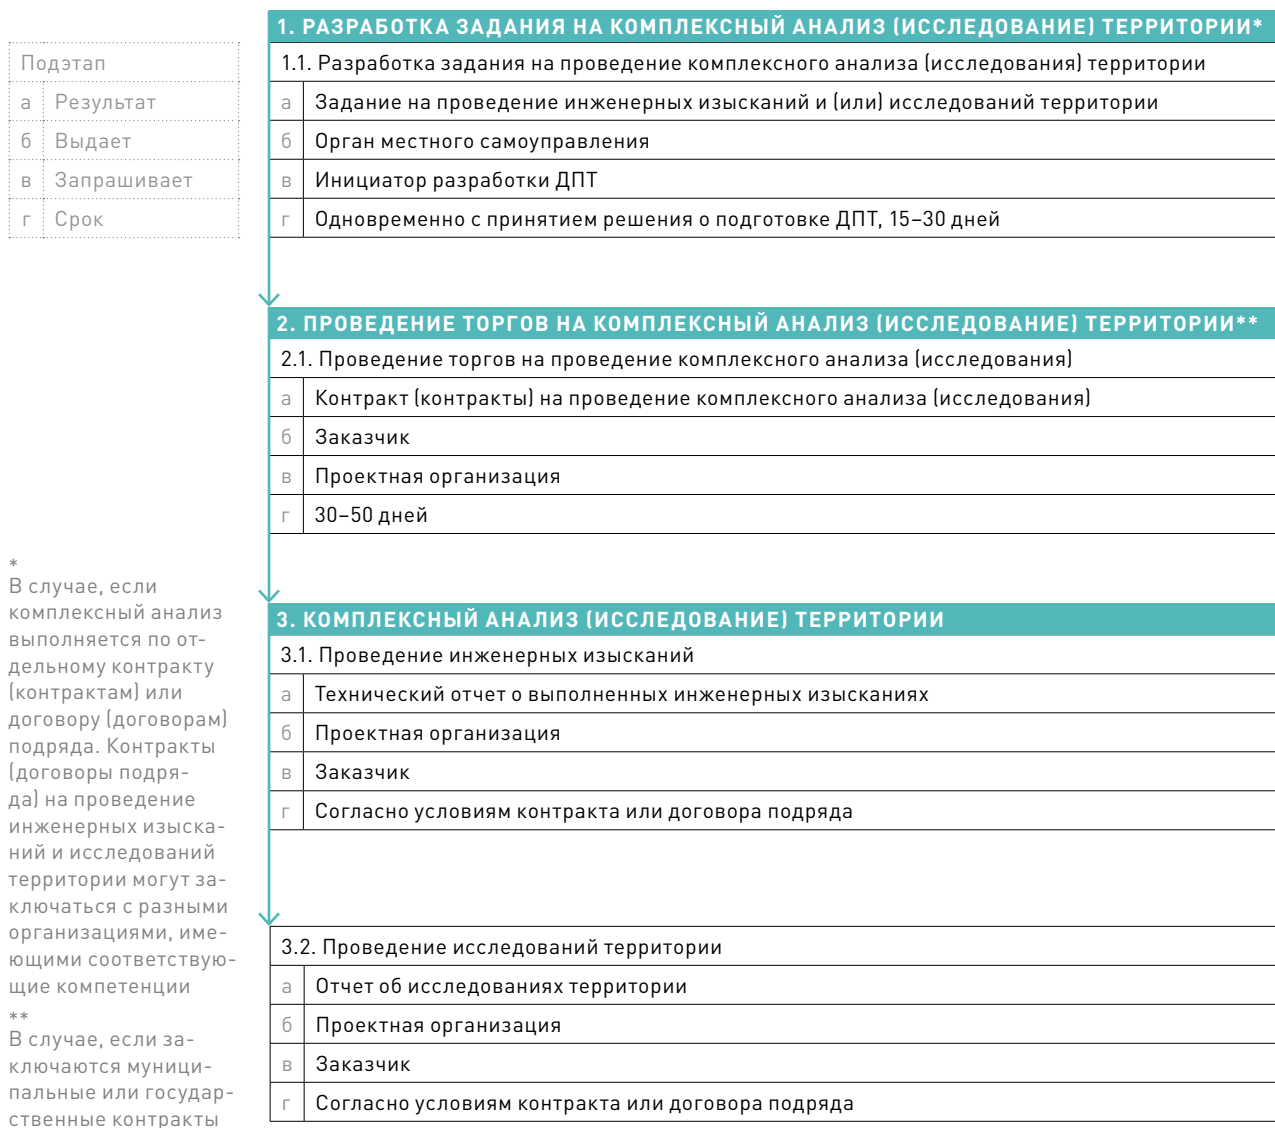 Подэтап
а Результат
б Выдает
в Запрашивает
г Срок
1. РАЗРАБОТКА ЗАДАНИЯ НА КОМПЛЕКСНЫЙ АНАЛИЗ (ИССЛЕДОВАНИЕ) ТЕРРИТОРИИ*
1.1. Разработка задания на проведение комплексного анализа (исследования) территории
а Задание на проведение инженерных изысканий и (или) исследований территории
б Орган местного самоуправления
в Инициатор разработки ДПТ
г Одновременно с принятием решения о подготовке ДПТ, 15–30 дней
2. ПРОВЕДЕНИЕ ТОРГОВ НА КОМПЛЕКСНЫЙ АНАЛИЗ (ИССЛЕДОВАНИЕ) ТЕРРИТОРИИ**
2.1. Проведение торгов на проведение комплексного анализа (исследования)
а Контракт (контракты) на проведение комплексного анализа (исследования)
б Заказчик
в Проектная организация
г 30–50 дней
3. КОМПЛЕКСНЫЙ АНАЛИЗ (ИССЛЕДОВАНИЕ) ТЕРРИТОРИИ
3.1. Проведение инженерных изысканий
а Технический отчет о выполненных инженерных изысканиях
б Проектная организация
в Заказчик
г Согласно условиям контракта или договора подряда
3.2. Проведение исследований территории
а Отчет об исследованиях территории
б Проектная организация
в Заказчик
г Согласно условиям контракта или договора подряда
*
В случае, если
комплексный анализ
выполняется по от-
дельному контракту
(контрактам) или
договору (договорам)
подряда. Контракты
(договоры подря-
да) на проведение
инженерных изыска-
ний и исследований
территории могут за-
ключаться с разными
организациями, име-
ющими соответствую-
щие компетенции
**
В случае, если за-
ключаются муници-
пальные или государ-
ственные контракты